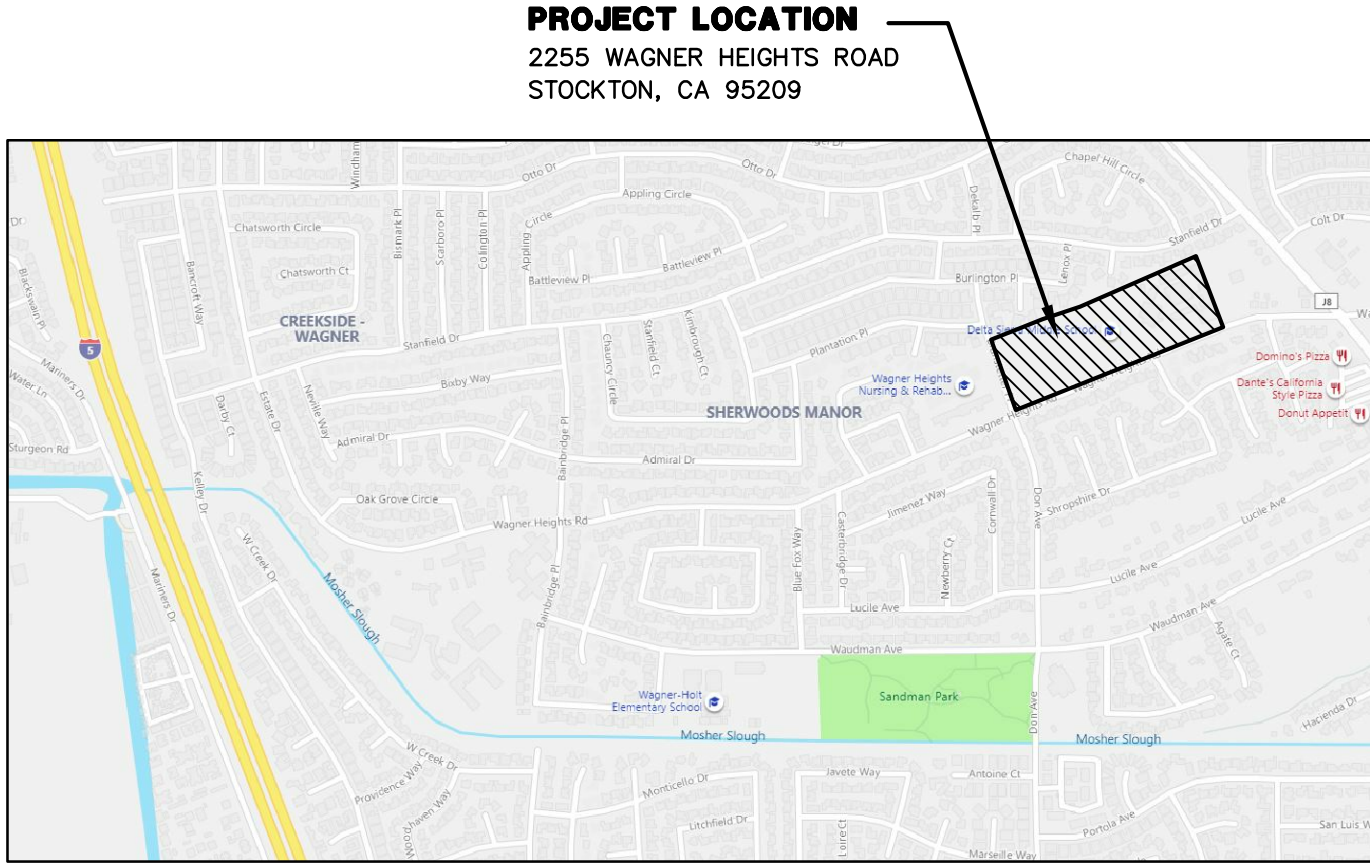 PROJECT LOCATION
2255 WAGNER HEIGHTS ROAD
STOCKTON, CA 95209
Otto Dr
Otto Dr
Chapel Hill Circle
Appling Circle
Dekalb Pl
Colt Dr
Stanfield Dr
Chatsworth Circle
Bismark Pl
Scarboro Pl
Colington Pl
Appling Circle
Battleview Pl
Lenox Pl
Bancroft Way
Chatsworth Ct
Battleview Pl
Burlington Pl
Blackswain Pl
J8
CREEKSIDE -
WAGNER
Kimbrough Ct
Stanfield Ct
Delta Sierra Middle School
5
Stanfield Dr
Chauncy Circle
Plantation Pl
Domino's Pizza
Mariners Dr
Water Ln
Bixby Way
Wagner Heights
Nursing & Rehab...
Dante's California
Style Pizza
Darby Ct
Estate Dr
Neville Way
SHERWOODS MANOR
Donut Appetit
Wagner Heights Rd
Admiral Dr
Bainbridge Pl
Sturgeon Rd
Admiral Dr
Kelley Dr
Oak Grove Circle
Jimenez Way
Cornwall Dr
Don Ave
Shropshire Dr
Lucile Ave
Wagner Heights Rd
W Creek Dr
Blue Fox Way
Casterbridge Dr
Newberry Ct
Mariners Dr
Mosher Slough
Bainbridge Pl
Lucile Ave
Lucile Ave
Waudman Ave
Agate Ct
Waudman Ave
Wagner-Holt
Elementary School
Sandman Park
Don Ave
Hacienda Dr
Mosher Slough
Mosher Slough
W Creek Dr
Providence Way
Monticello Dr
Javete Way
Antoine Ct
Litchfield Dr
Portola Ave
Marseille Way